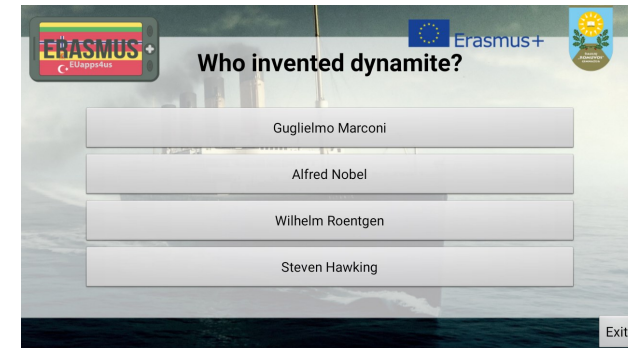 ERASMUS
EUapps4us
Erasmus+
Who invented dynamite?
Guglielmo Marconi
Alfred Nobel
Wilhelm Roentgen
Steven Hawking
Exit